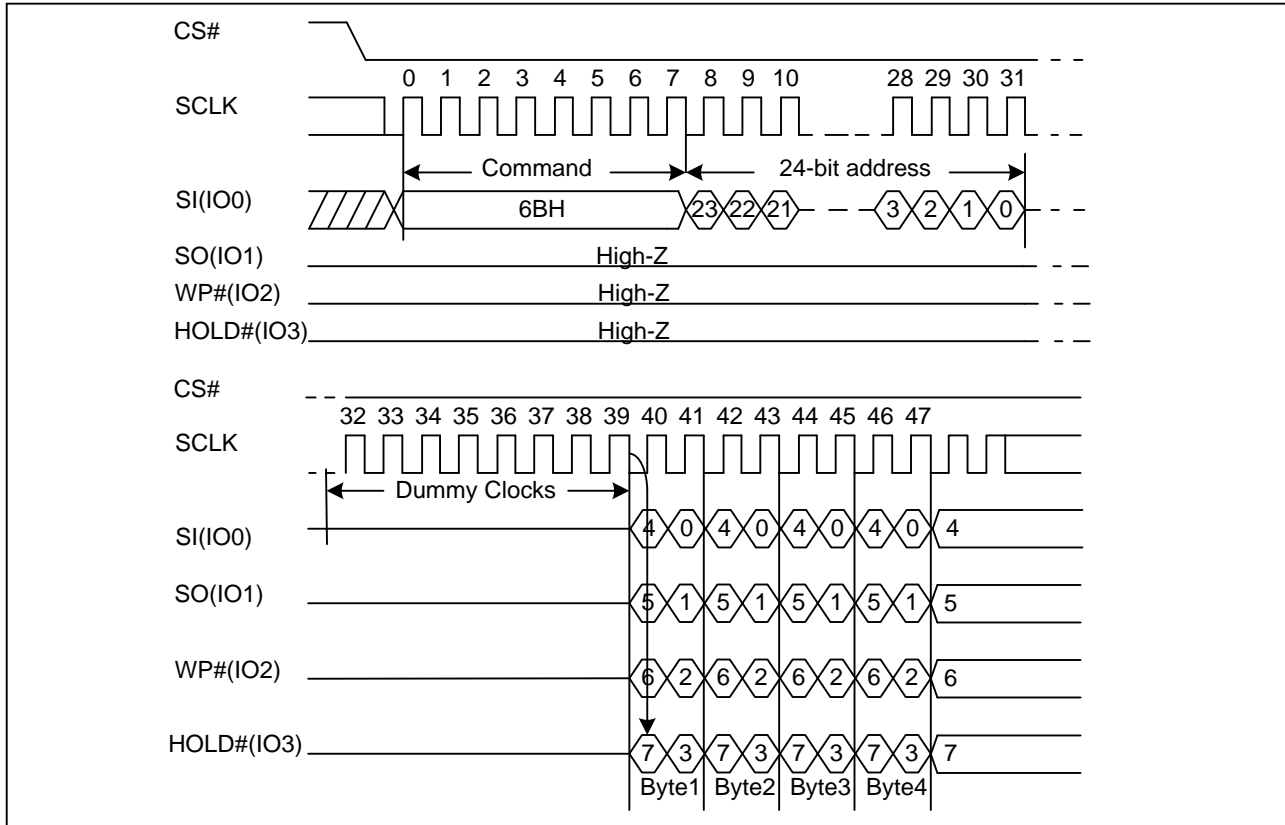 CS#
0 1 2 3 4 5 6 7 8 9 10 28 29 30 31
SCLK
Command 24-bit address
SI(IO0) 6BH 23 22 21 3 2 1 0
SO(IO1) High-Z
WP#(IO2) High-Z
HOLD#(IO3) High-Z
CS#
32 33 34 35 36 37 38 39 40 41 42 43 44 45 46 47
SCLK
Dummy Clocks
SI(IO0) 4 0 4 0 4 0 4 0 4
SO(IO1) 5 1 5 1 5 1 5 1 5
WP#(IO2) 6 2 6 2 6 2 6 2 6
HOLD#(IO3) 7 3 7 3 7 3 7 3 7
Byte1 Byte2 Byte3 Byte4